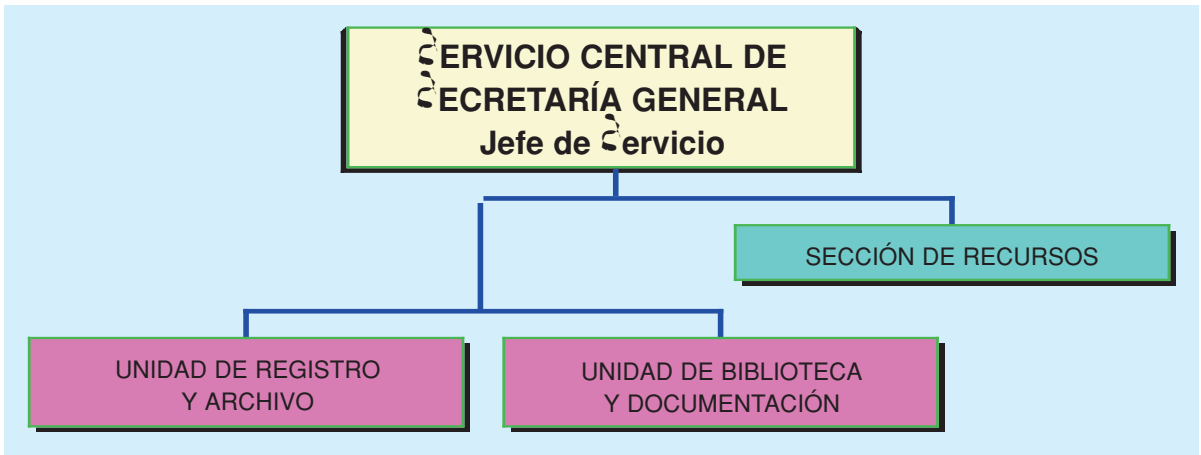 SERVICIO CENTRAL DE
SECRETARÍA GENERAL
Jefe de Servicio
SECCIÓN DE RECURSOS
UNIDAD DE REGISTRO
Y ARCHIVO
UNIDAD DE BIBLIOTECA
Y DOCUMENTACIÓN